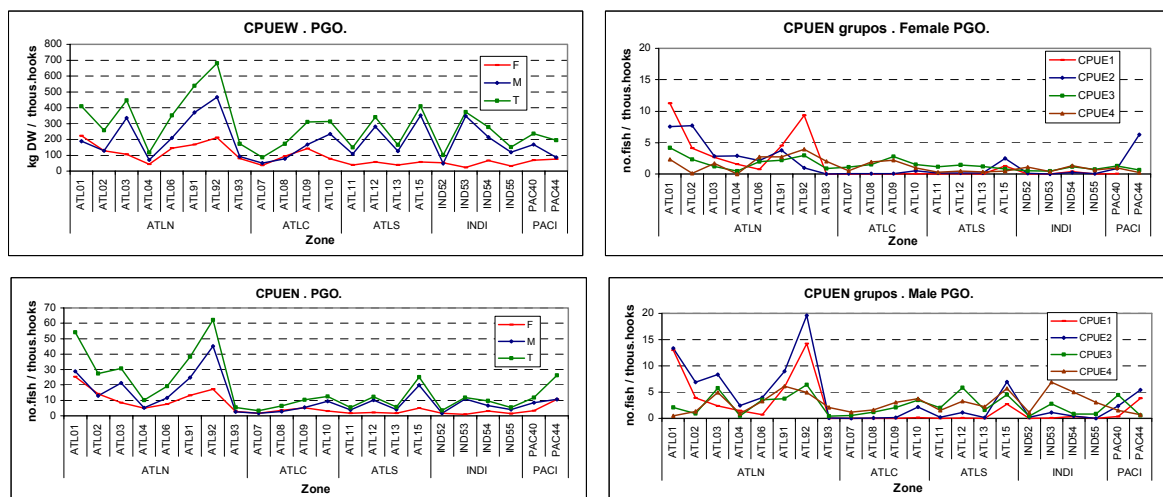 CPUEW . PGO.
kg DW / thous.hooks
800
700
600
500
400
300
200
100
0
F
M
T
ATL01 ATL02 ATL03 ATL04 ATL06 ATL91 ATL92 ATL93 ATL07 ATL08 ATL09 ATL10 ATL11 ATL12 ATL13 ATL15 IND52 IND53 IND54 IND55 PAC40 PAC44
ATLN ATLC ATLS INDI PACI
Zone
CPUEN grupos . Female PGO.
no.fish / thous.hooks
20
15
10
5
0
CPUE1
CPUE2
CPUE3
CPUE4
ATL01 ATL02 ATL03 ATL04 ATL06 ATL91 ATL92 ATL93 ATL07 ATL08 ATL09 ATL10 ATL11 ATL12 ATL13 ATL15 IND52 IND53 IND54 IND55 PAC40 PAC44
ATLN ATLC ATLS INDI PACI
Zone
CPUEN . PGO.
no.fish / thous.hooks
70
60
50
40
30
20
10
0
F
M
T
ATL01 ATL02 ATL03 ATL04 ATL06 ATL91 ATL92 ATL93 ATL07 ATL08 ATL09 ATL10 ATL11 ATL12 ATL13 ATL15 IND52 IND53 IND54 IND55 PAC40 PAC44
ATLN ATLC ATLS INDI PACI
Zone
CPUEN grupos . Male PGO.
no.fish / thous.hooks
20
15
10
5
0
CPUE1
CPUE2
CPUE3
CPUE4
ATL01 ATL02 ATL03 ATL04 ATL06 ATL91 ATL92 ATL93 ATL07 ATL08 ATL09 ATL10 ATL11 ATL12 ATL13 ATL15 IND52 IND53 IND54 IND55 PAC40 PAC44
ATLN ATLC ATLS INDI PACI
Zone